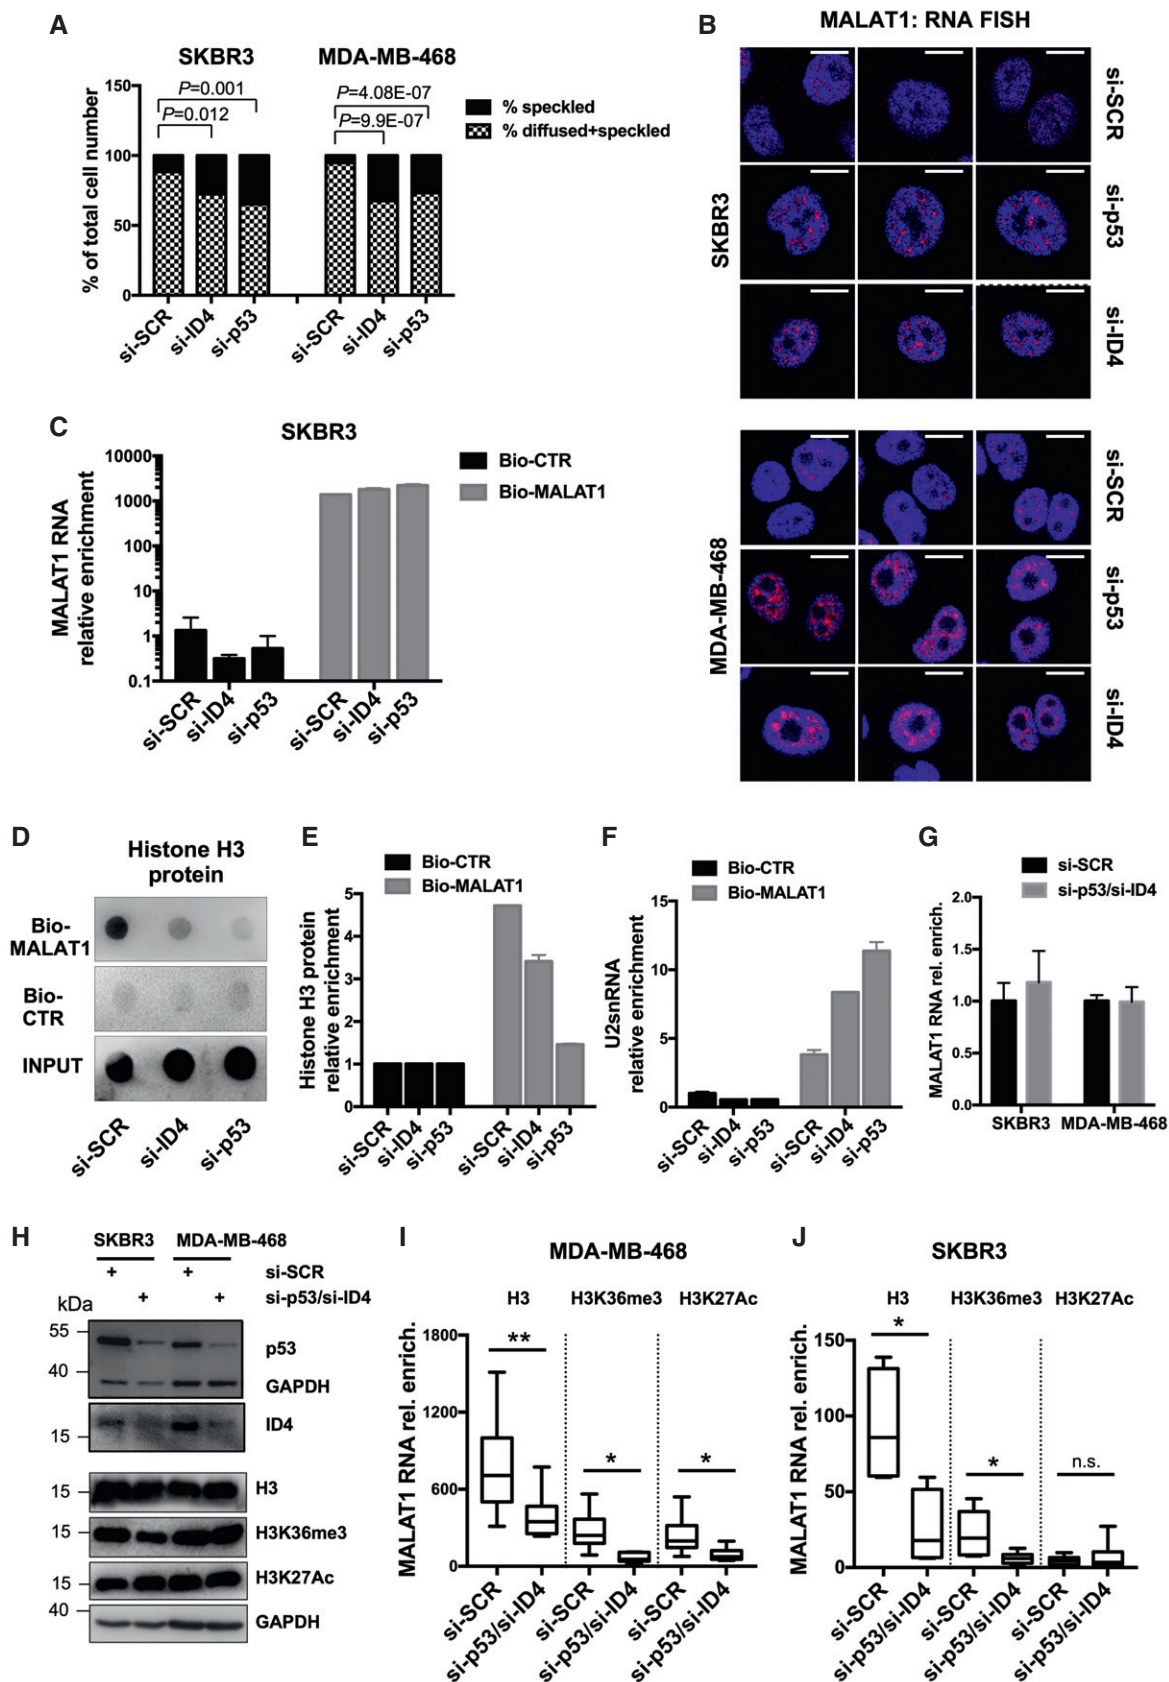 A
SKBR3
MDA-MB-468
P=0.001
P=0.012
P=4.08E-07
P=9.9E-07
% speckled
% diffused+speckled
% of total cell number
150
100
50
0
si-SCR
si-ID4
si-p53
si-SCR
si-ID4
si-p53
B
MALAT1: RNA FISH
SKBR3
si-SCR
si-p53
si-ID4
MDA-MB-468
si-SCR
si-p53
si-ID4
C
SKBR3
MALAT1 RNA
relative enrichment
10000
1000
100
10
1
0.1
Bio-CTR
Bio-MALAT1
si-SCR
si-ID4
si-p53
si-SCR
si-ID4
si-p53
D
Histone H3
protein
Bio-
MALAT1
Bio-
CTR
INPUT
si-SCR
si-ID4
si-p53
E
Bio-CTR
Bio-MALAT1
Histone H3 protein
relative enrichment
5
4
3
2
1
0
si-SCR
si-ID4
si-p53
si-SCR
si-ID4
si-p53
F
Bio-CTR
Bio-MALAT1
U2snRNA
relative enrichment
15
10
5
0
si-SCR
si-ID4
si-p53
si-SCR
si-ID4
si-p53
G
si-SCR
si-p53/si-ID4
MALAT1 RNA rel. enrich.
2.0
1.5
1.0
0.5
0.0
SKBR3
MDA-MB-468
H
SKBR3
MDA-MB-468
+ + si-SCR
+ + si-p53/si-ID4
kDa
55
p53
40
GAPDH
ID4
15
15 H3
15 H3K36me3
15 H3K27Ac
40
GAPDH
I
MDA-MB-468
H3 H3K36me3 H3K27Ac
MALAT1 RNA rel. enrich.
1800
1200
600
0
**
*
*
si-SCR
si-p53/si-ID4
si-SCR
si-p53/si-ID4
si-SCR
si-p53/si-ID4
J
SKBR3
H3 H3K36me3 H3K27Ac
MALAT1 RNA rel. enrich.
150
100
50
0
*
*
n.s.
si-SCR
si-p53/si-ID4
si-SCR
si-p53/si-ID4
si-SCR
si-p53/si-ID4